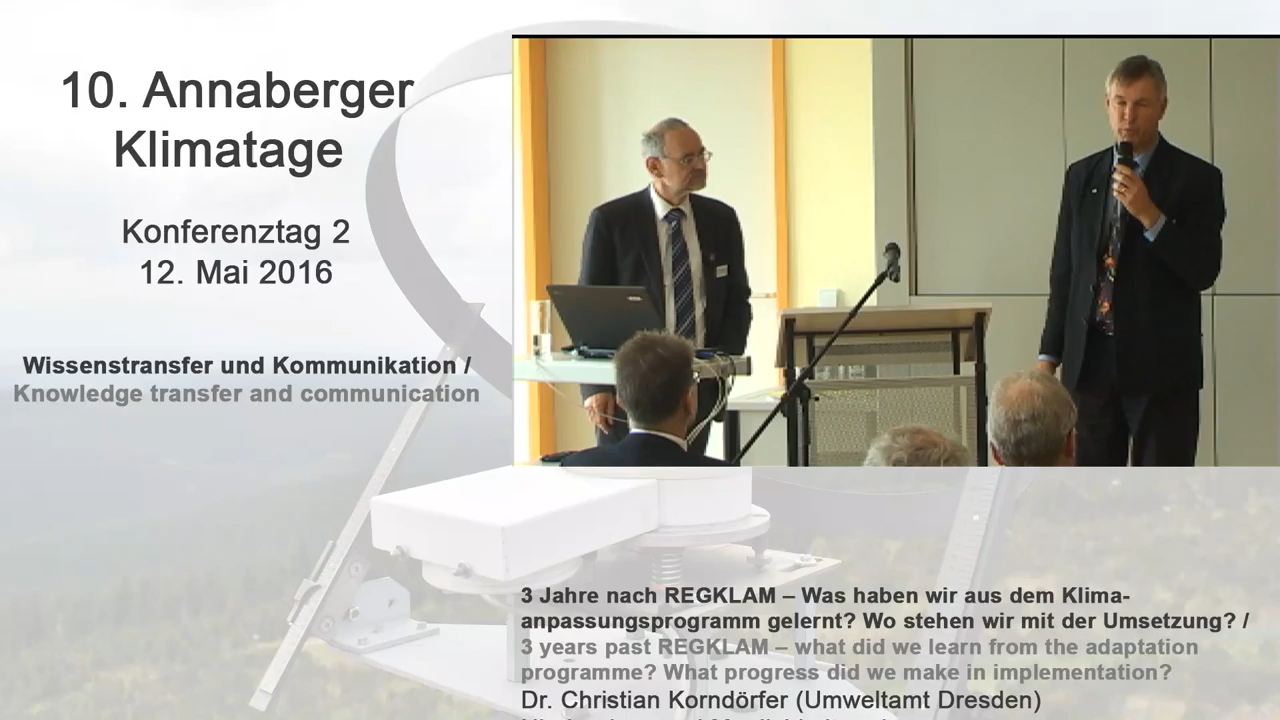 10. Annaberger
Klimatage
Konferenztag 2
12. Mai 2016
Wissenstransfer und Kommunikation /
Knowledge transfer and communication
3 Jahre nach REGKLAM – Was haben wir aus dem Klima-
anpassungsprogramm gelernt? Wo stehen wir mit der Umsetzung? /
3 years past REGKLAM – what did we learn from the adaptation
programme? What progress did we make in implementation?
Dr. Christian Korndörfer (Umweltamt Dresden)